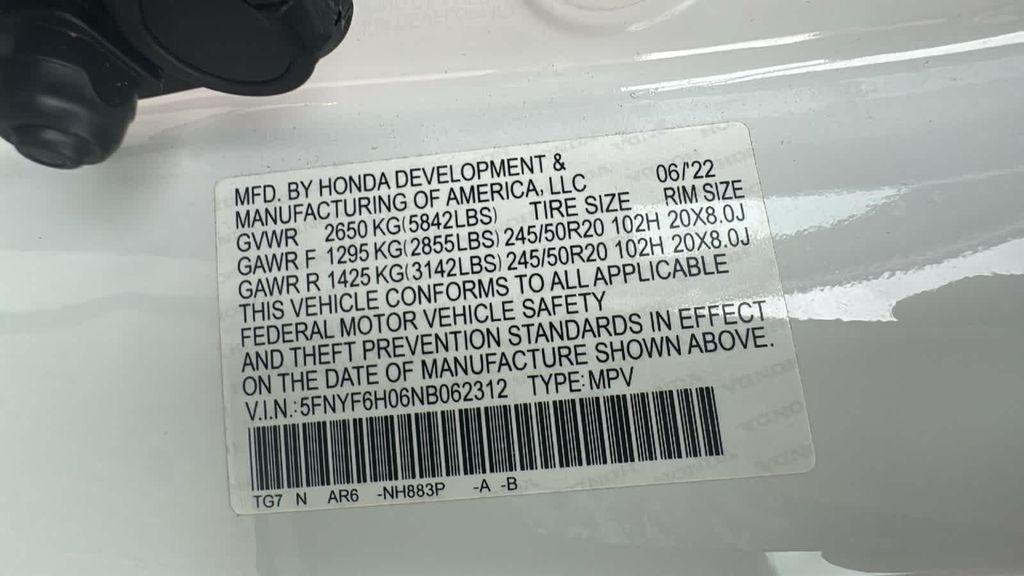 MFD. BY HONDA DEVELOPMENT & MANUFACTURING OF AMERICA, LLC 06/'22
GVWR 2650 KG(5842LBS) TIRE SIZE RIM SIZE
GAWR F 1295 KG(2855LBS) 245/50R20 102H 20X8.0J
GAWR R 1425 KG(3142LBS) 245/50R20 102H 20X8.0J
THIS VEHICLE CONFORMS TO ALL APPLICABLE
FEDERAL MOTOR VEHICLE SAFETY
AND THEFT PREVENTION STANDARDS IN EFFECT
ON THE DATE OF MANUFACTURE SHOWN ABOVE.
V.I.N.: 5FNYF6H06NB062312 TYPE: MPV
TG7 N AR6 -NH883P -A -B